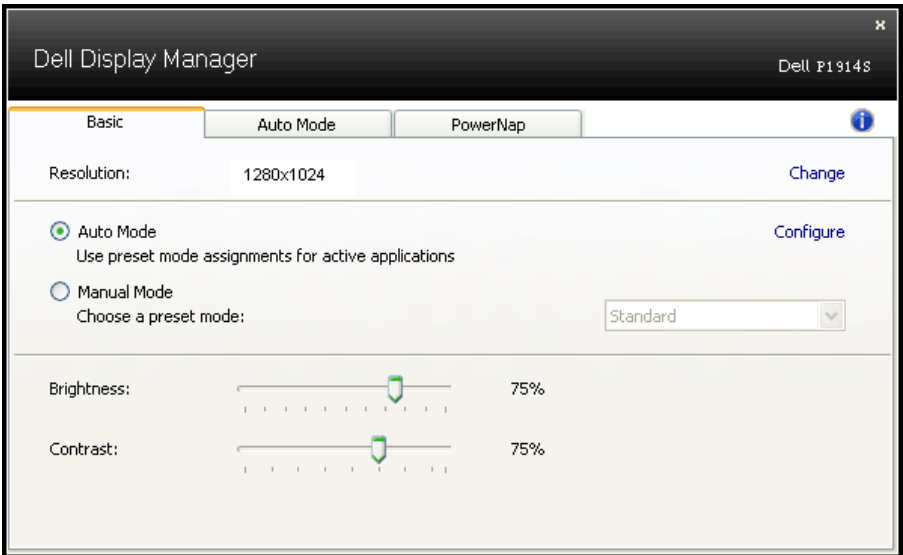 x
Dell Display Manager
Dell P1914S
Basic
Auto Mode
PowerNap
i
Resolution:
1280x1024
Change
Auto Mode
Configure
Use preset mode assignments for active applications
Manual Mode
Choose a preset mode:
Standard
Brightness:
75%
Contrast:
75%